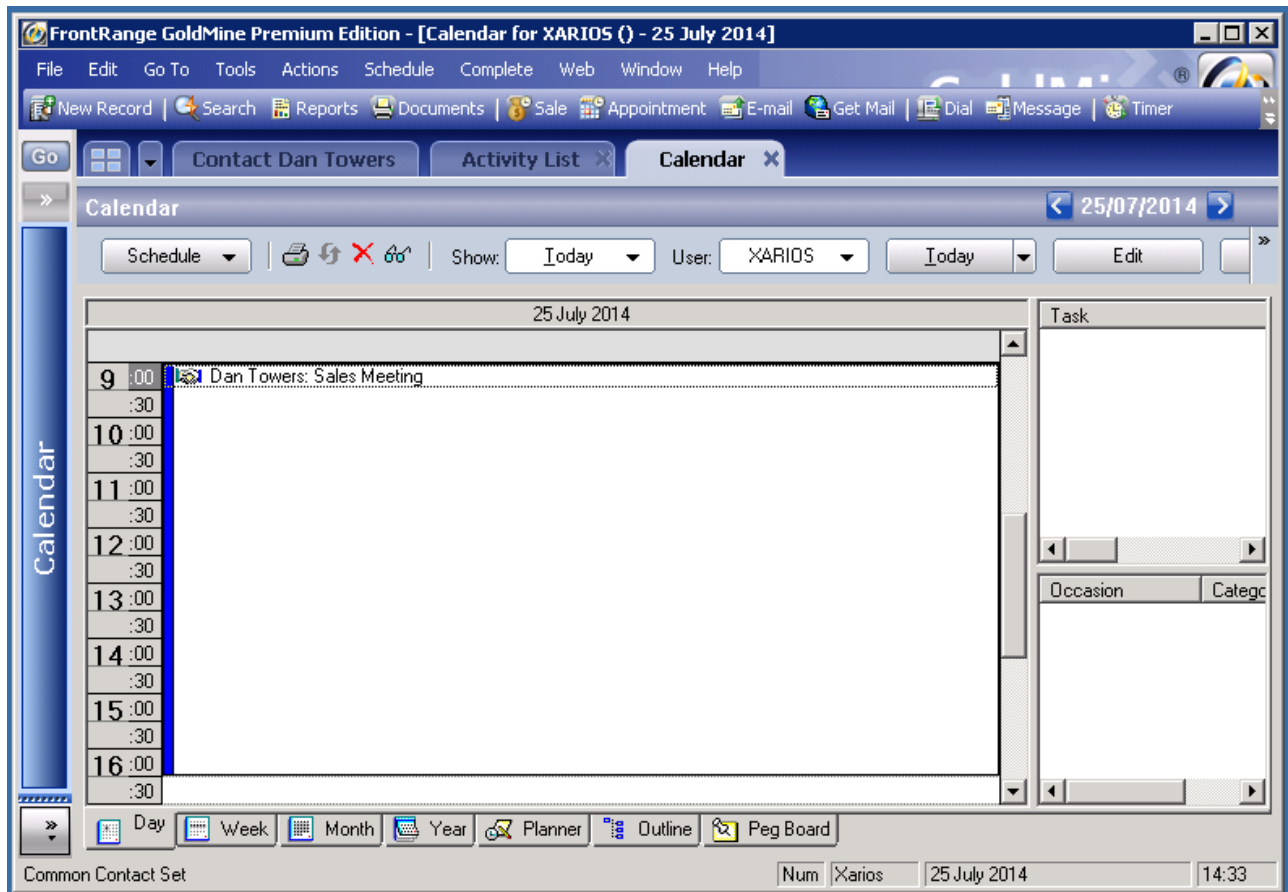 FrontRange GoldMine Premium Edition - [Calendar for XARIOS () - 25 July 2014]
File Edit Go To Tools Actions Schedule Complete Web Window Help
New Record Search Reports Documents Sale Appointment E-mail Get Mail Dial Message Timer
Go Contact Dan Towers Activity List Calendar
Calendar 25/07/2014
Schedule Show: Today User: XARIOS Today Edit
25 July 2014 Task
9 :00 Dan Towers: Sales Meeting
:30
10 :00
:30
11 :00
:30
12 :00
:30
13 :00
:30
14 :00
:30
15 :00
:30
16 :00
:30
Occasion Catego
Calendar
Day Week Month Year Planner Outline Peg Board
Common Contact Set Num Xarios 25 July 2014 14:33